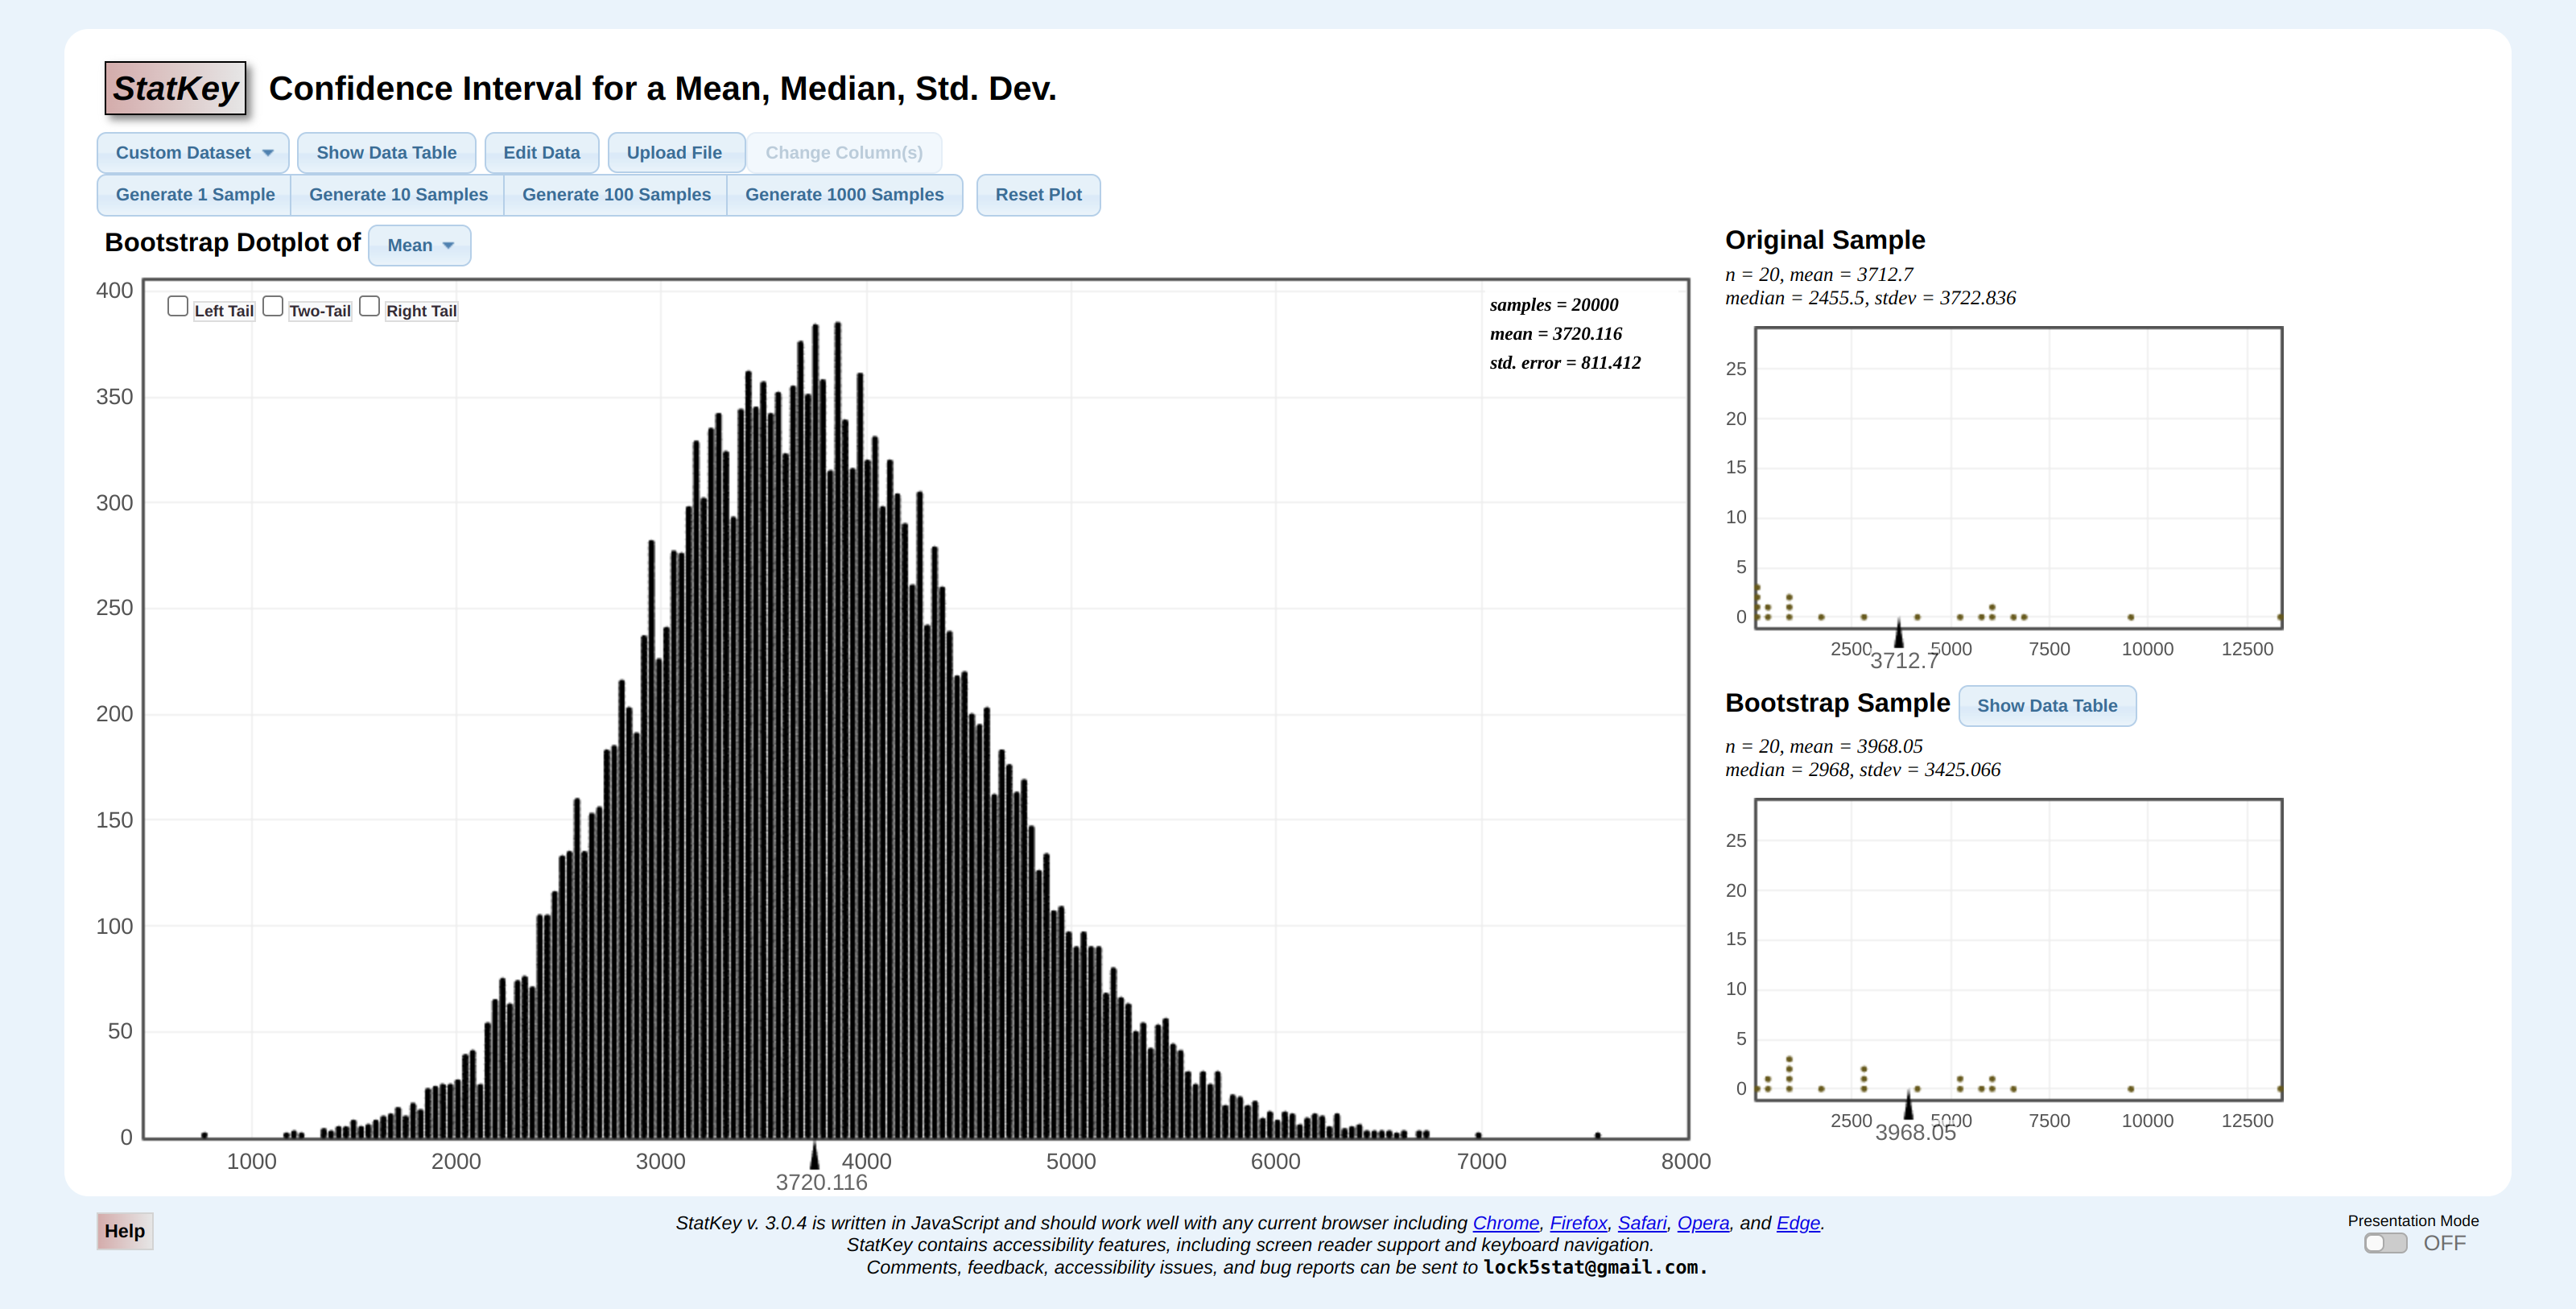 StatKey Confidence Interval for a Mean, Median, Std. Dev.
Custom Dataset Show Data Table Edit Data Upload File Change Column(s)
Generate 1 Sample Generate 10 Samples Generate 100 Samples Generate 1000 Samples Reset Plot
Bootstrap Dotplot of Mean
Left Tail Two-Tail Right Tail
samples = 20000
mean = 3720.116
std. error = 811.412
400
350
300
250
200
150
100
50
0
1000 2000 3000 4000 5000 6000 7000 8000
3720.116
Original Sample
n = 20, mean = 3712.7
median = 2455.5, stdev = 3722.836
25
20
15
10
5
0
2500 5000 7500 10000 12500
3712.7
Bootstrap Sample Show Data Table
n = 20, mean = 3968.05
median = 2968, stdev = 3425.066
25
20
15
10
5
0
2500 5000 7500 10000 12500
3968.05
Help
StatKey v. 3.0.4 is written in JavaScript and should work well with any current browser including Chrome, Firefox, Safari, Opera, and Edge.
StatKey contains accessibility features, including screen reader support and keyboard navigation.
Comments, feedback, accessibility issues, and bug reports can be sent to lock5stat@gmail.com.
Presentation Mode
OFF